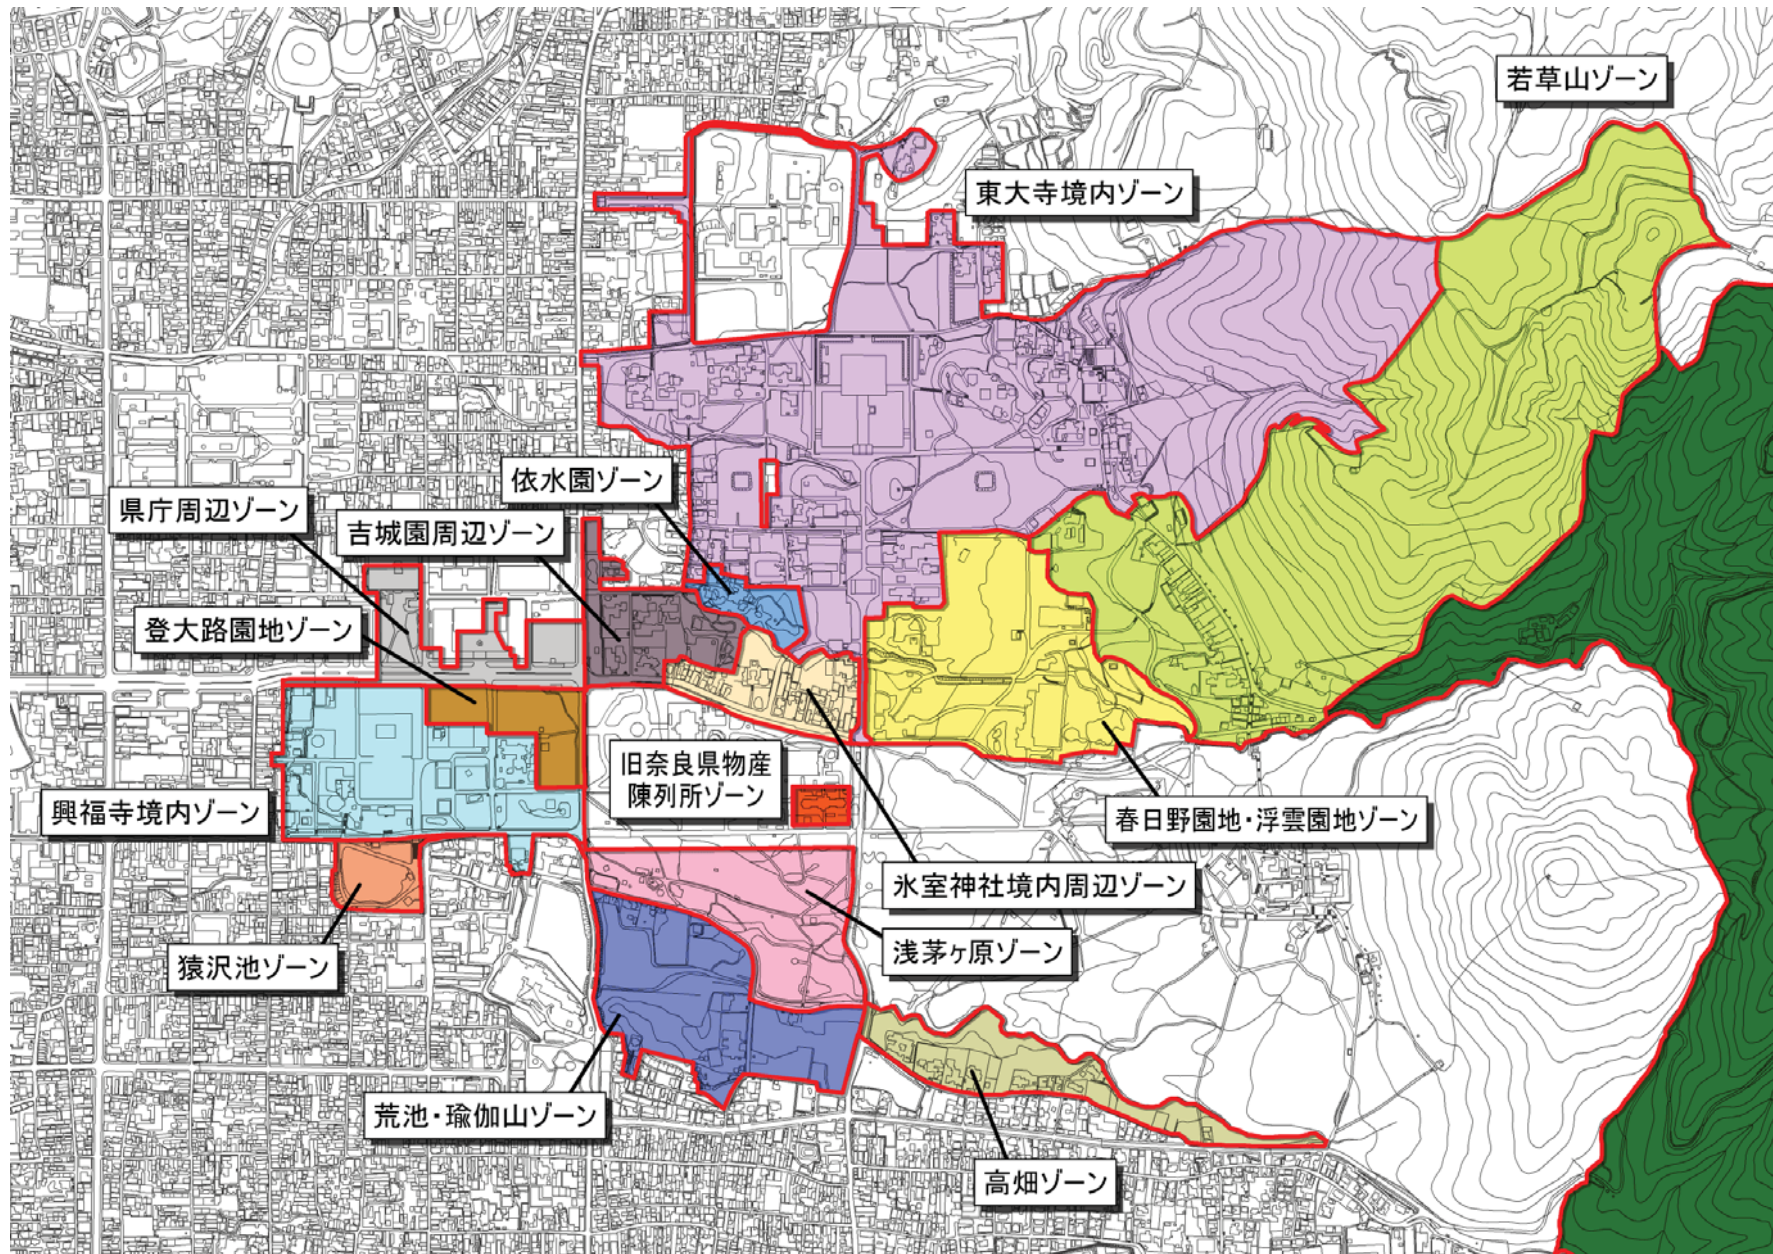 若草山ゾーン
東大寺境内ゾーン
依水園ゾーン
県庁周辺ゾーン
吉城園周辺ゾーン
登大路園地ゾーン
旧奈良県物産
陳列所ゾーン
興福寺境内ゾーン
春日野園地・浮雲園地ゾーン
氷室神社境内周辺ゾーン
浅茅ヶ原ゾーン
猿沢池ゾーン
荒池・瑜伽山ゾーン
高畑ゾーン